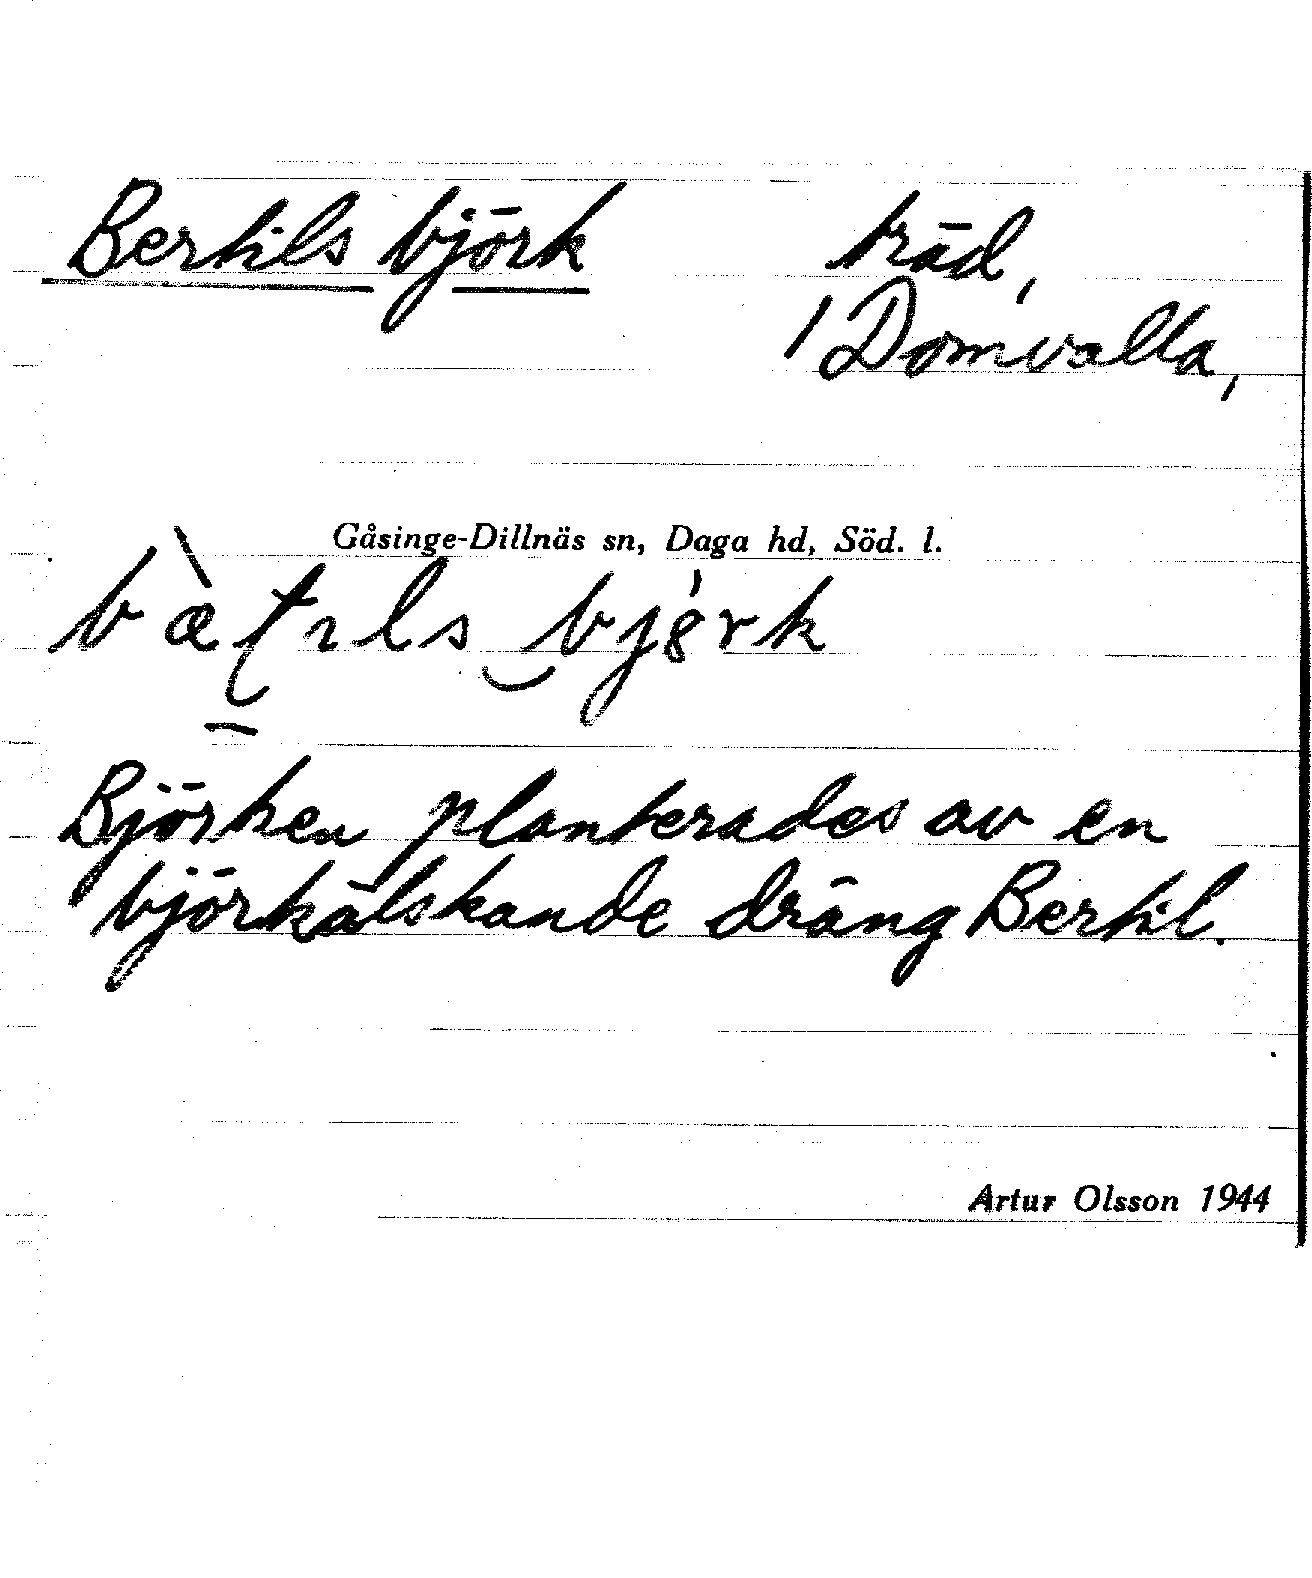 Bertils björk träd,
/ Domvalla,
Gåsinge-Dillnäs sn, Daga hd, Söd. l.
Björken planterades av en
björkälskande dräng Bertil.
Artur Olsson 1944